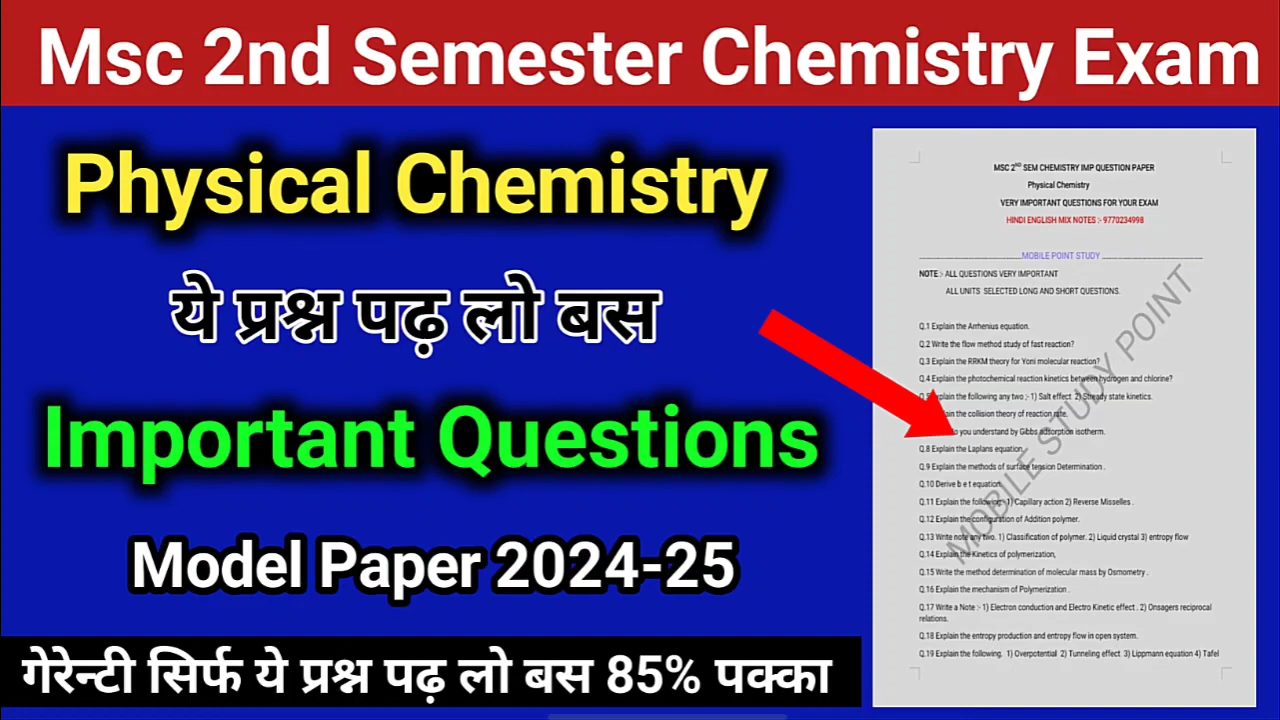 Msc 2nd Semester Chemistry Exam
Physical Chemistry
ये प्रश्न पढ़ लो बस
Important Questions
Model Paper 2024-25
गेरेन्टी सिर्फ ये प्रश्न पढ़ लो बस 85% पक्का
MSC 2ND SEM CHEMISTRY IMP QUESTION PAPER
Physical Chemistry
VERY IMPORTANT QUESTIONS FOR YOUR EXAM
HINDI ENGLISH MIX NOTES :- 9770234998
MOBILE POINT STUDY
NOTE :- ALL QUESTIONS VERY IMPORTANT
ALL UNITS SELECTED LONG AND SHORT QUESTIONS.
Q.1 Explain the Arrhenius equation.
Q.2 Write the flow method study of fast reaction?
Q.3 Explain the RRKM theory for Yoni molecular reaction?
Q.4 Explain the photochemical reaction kinetics between hydrogen and chlorine?
explain the following any two ;- 1) Salt effect 2) Stready state kinetics.
the collision theory of reaction rate.
you understand by Gibbs adsorption isotherm.
Q.8 Explain the Laplans equation.
Q.9 Explain the methods of surface tension Determination .
Q.10 Derive b e t equation.
Q.11 Explain the following:- 1) Capillary action 2) Reverse Misselles .
Q.12 Explain the configuration of Addition polymer.
Q.13 Write note any two. 1) Classification of polymer. 2) Liquid crystal 3) entropy flow
Q.14 Explain the Kinetics of polymerization,
Q.15 Write the method determination of molecular mass by Osmometry .
Q.16 Explain the mechanism of Polymerization .
Q.17 Write a Note :- 1) Electron conduction and Electro Kinetic effect . 2) Onsagers reciprocal
relations.
Q.18 Explain the entropy production and entropy flow in open system.
Q.19 Explain the following. 1) Overpotential 2) Tunneling effect 3) Lippmann equation 4) Tafel
MOBILE STUDY POINT